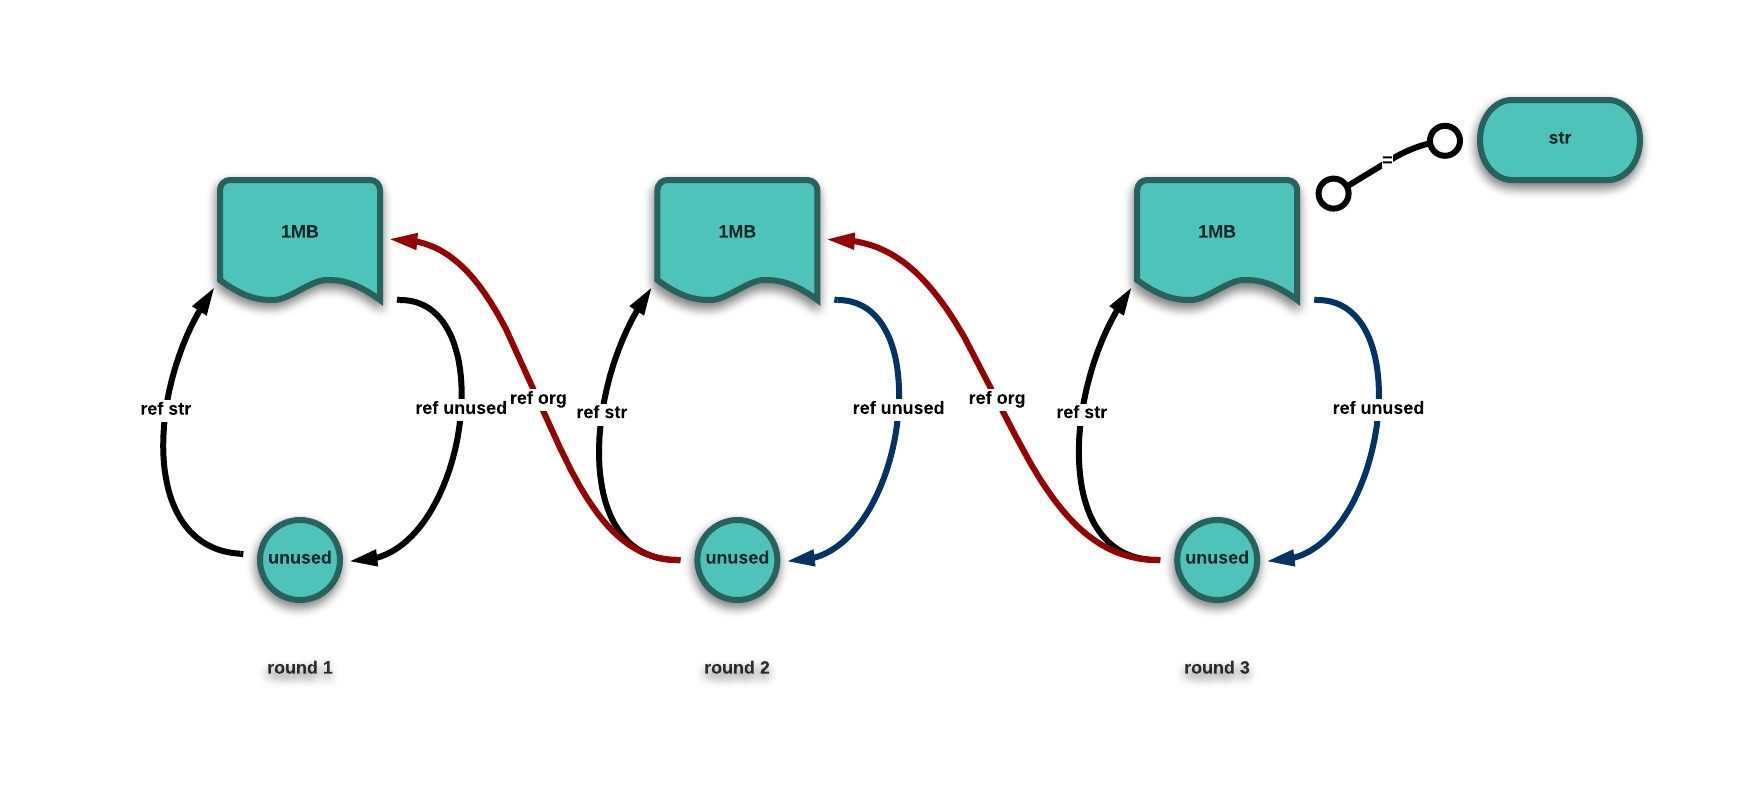 str
=
1MB
1MB
1MB
ref str
ref unused
ref org
ref str
ref unused
ref org
ref str
ref unused
unused
unused
unused
round 1
round 2
round 3